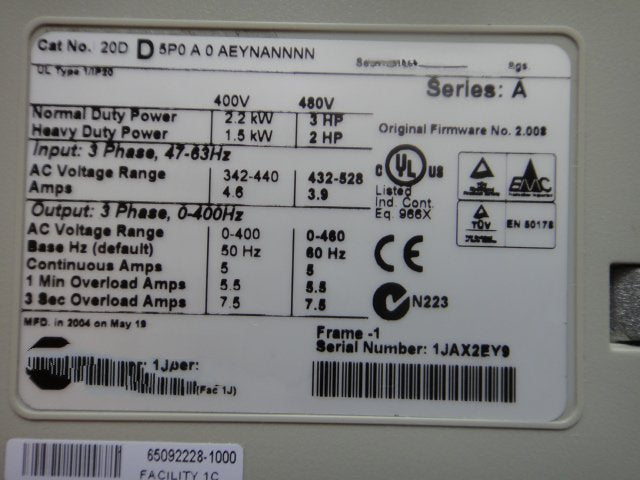 Cat No. 20D D 5P0 A 0 AEYNANNNN
UL Type 1/IP20
Series: A
400V 480V
Normal Duty Power 2.2 kW 3 HP
Heavy Duty Power 1.5 kW 2 HP
Original Firmware No. 2.008
Input: 3 Phase, 47-63Hz
AC Voltage Range 342-440 432-528
Amps 4.6 3.9
C UL US
Listed
Ind. Cont.
Eq. 966X
EMC
TÜV
EN 50178
Output: 3 Phase, 0-400Hz
AC Voltage Range 0-400 0-460
Base Hz (default) 50 Hz 60 Hz
Continuous Amps 5 5
1 Min Overload Amps 5.5 5.5
3 Sec Overload Amps 7.5 7.5
CE
N223
MFD. in 2004 on May 19
Frame -1
Serial Number: 1JAX2EY9
1Jper:
(Fac 1J)
65092228-1000
FACILITY 1C